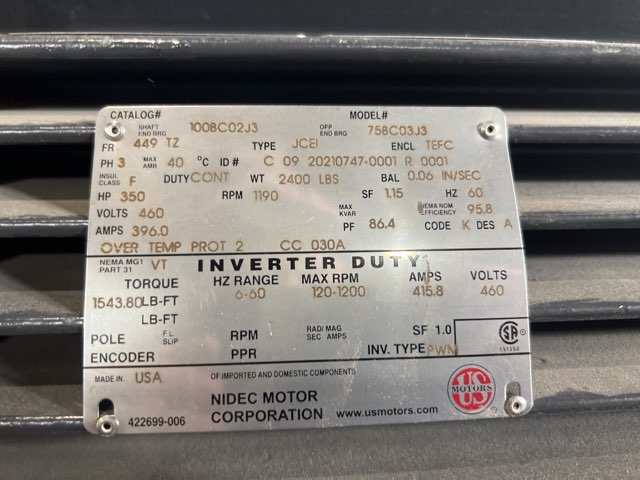 CATALOG# MODEL#
SHAFT END BRG 100BC02J3 OPP END BRG 75BC03J3
FR 449 TZ TYPE JCEI ENCL TEFC
PH 3 MAX AMB 40 °C ID# C 09 20210747-0001 R 0001
INSUL CLASS F DUTY CONT WT 2400 LBS BAL 0.06 IN/SEC
HP 350 RPM 1190 SF 1.15 HZ 60
VOLTS 460 MAX KVAR NEMA NOM EFFICIENCY 95.8
AMPS 396.0 PF 86.4 CODE K DES A
OVER TEMP PROT 2 CC 030A
NEMA MG1 PART 31 VT INVERTER DUTY
TORQUE HZ RANGE MAX RPM AMPS VOLTS
1543.80 LB-FT 6-60 120-1200 415.8 460
LB-FT
POLE F L SLIP RPM RAD/MAG SEC AMPS SF 1.0 SA
ENCODER PPR INV. TYPE PWM 191252
MADE IN USA OF IMPORTED AND DOMESTIC COMPONENTS
NIDEC MOTOR
422699-006 CORPORATION www.usmotors.com
US MOTORS